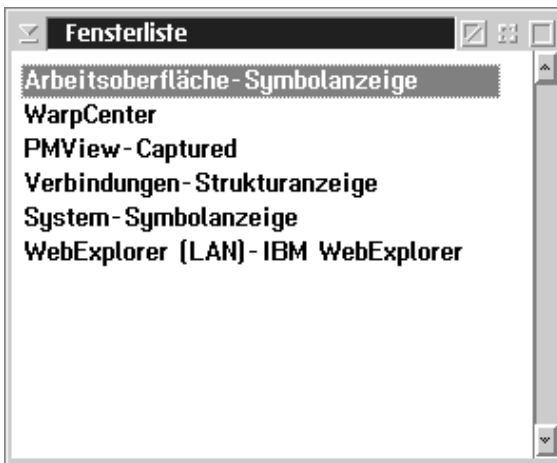 Fensterliste
Arbeitsoberfläche-Symbolanzeige
WarpCenter
PMView-Captured
Verbindungen-Strukturanzeige
System-Symbolanzeige
WebExplorer (LAN)-IBM WebExplorer